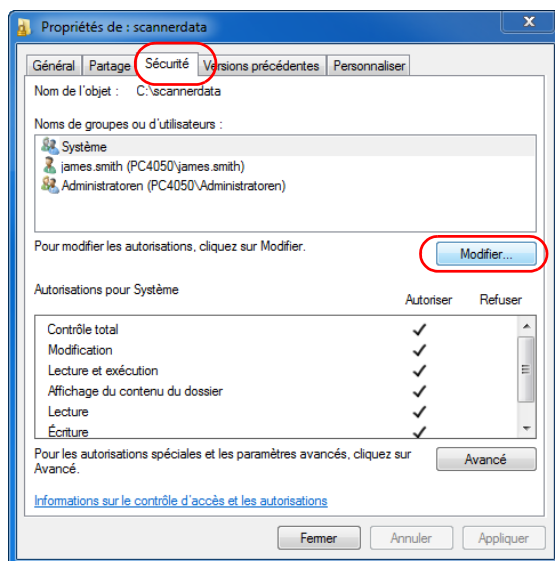 Propriétés de : scannerdata
x
Général Partage Sécurité Versions précédentes Personnaliser
Nom de l'objet : C:\scannerdata
Noms de groupes ou d'utilisateurs :
Système
james.smith (PC4050\james.smith)
Administratoren (PC4050\Administratoren)
Pour modifier les autorisations, cliquez sur Modifier.
Modifier...
Autorisations pour Système
Autoriser Refuser
Contrôle total
Modification
Lecture et exécution
Affichage du contenu du dossier
Lecture
Écriture
Pour les autorisations spéciales et les paramètres avancés, cliquez sur
Avancé.
Avancé
Informations sur le contrôle d'accès et les autorisations
Fermer Annuler Appliquer